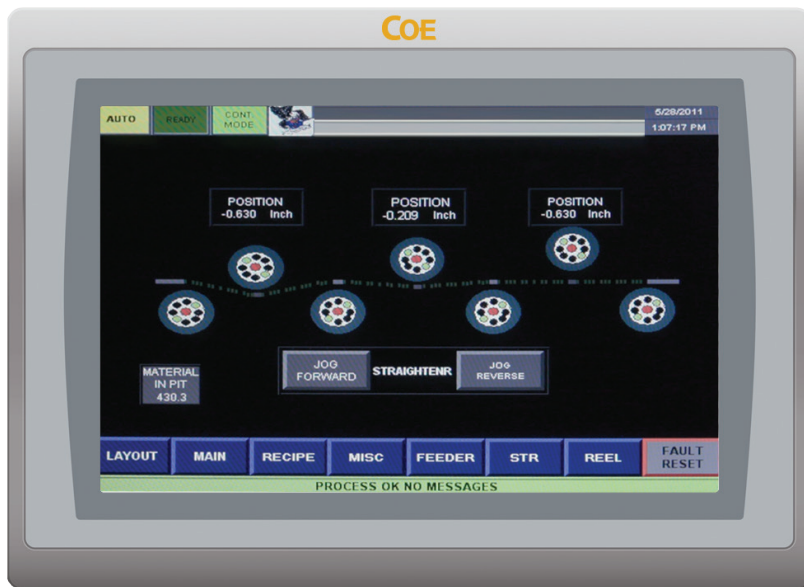 COE
AUTO
READY
CONT.
MODE
5/28/2011
1:07:17 PM
POSITION
-0.630 Inch
POSITION
-0.209 Inch
POSITION
-0.630 Inch
JOG
FORWARD
STRAIGHTENR
JOG
REVERSE
MATERIAL
IN PIT
430.3
LAYOUT
MAIN
RECIPE
MISC
FEEDER
STR
REEL
FAULT
RESET
PROCESS OK NO MESSAGES